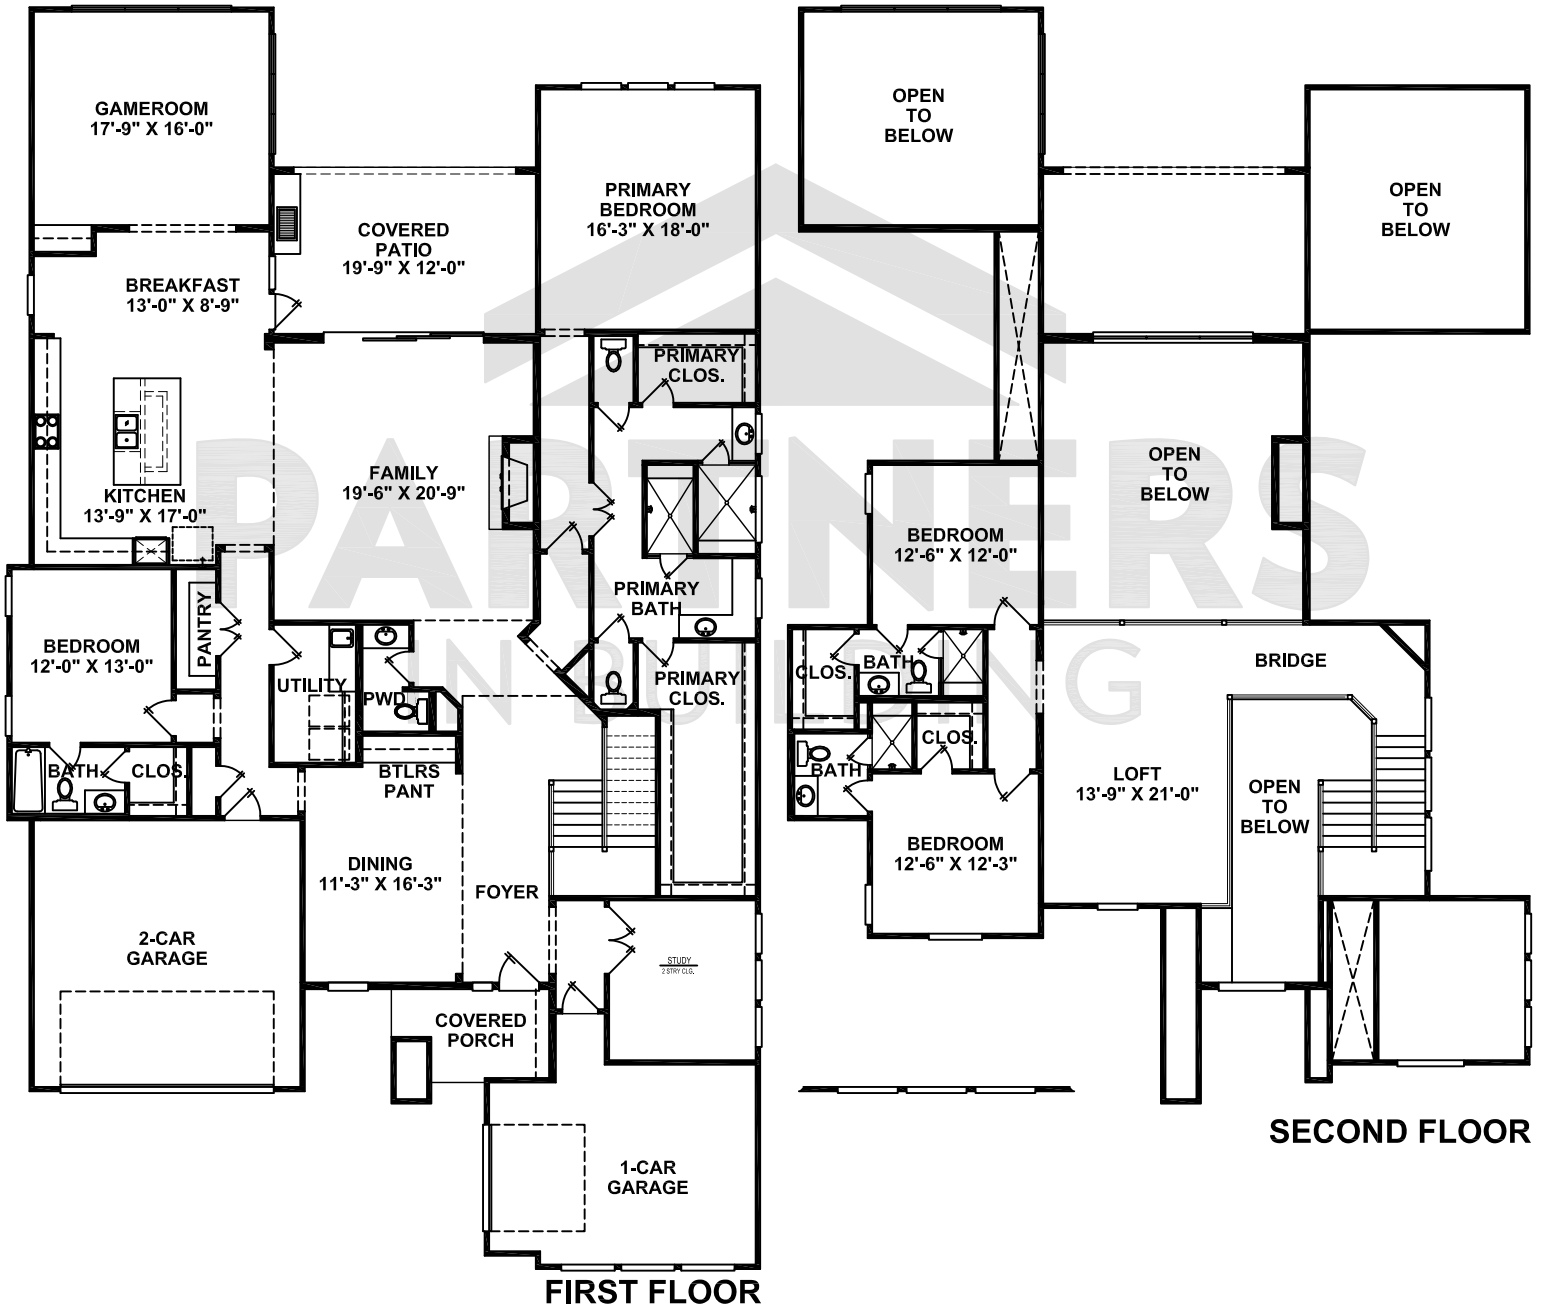 GAMEROOM
17'-9" X 16'-0"
COVERED
PATIO
19'-9" X 12'-0"
PRIMARY
BEDROOM
16'-3" X 18'-0"
BREAKFAST
13'-0" X 8'-9"
PRIMARY
CLOS.
FAMILY
19'-6" X 20'-9"
KITCHEN
13'-9" X 17'-0"
PRIMARY
BATH
PANTRY
BEDROOM
12'-0" X 13'-0"
UTILITY
PWD.
PRIMARY
CLOS.
BATH
CLOS.
BTLRS
PANT
DINING
11'-3" X 16'-3"
FOYER
2-CAR
GARAGE
STUDY
2 STRY CLG.
COVERED
PORCH
1-CAR
GARAGE
FIRST FLOOR
OPEN
TO
BELOW
OPEN
TO
BELOW
OPEN
TO
BELOW
BEDROOM
12'-6" X 12'-0"
BRIDGE
CLOS.
BATH
CLOS.
BATH
LOFT
13'-9" X 21'-0"
OPEN
TO
BELOW
BEDROOM
12'-6" X 12'-3"
SECOND FLOOR
PARTNERS
IN BUILDING